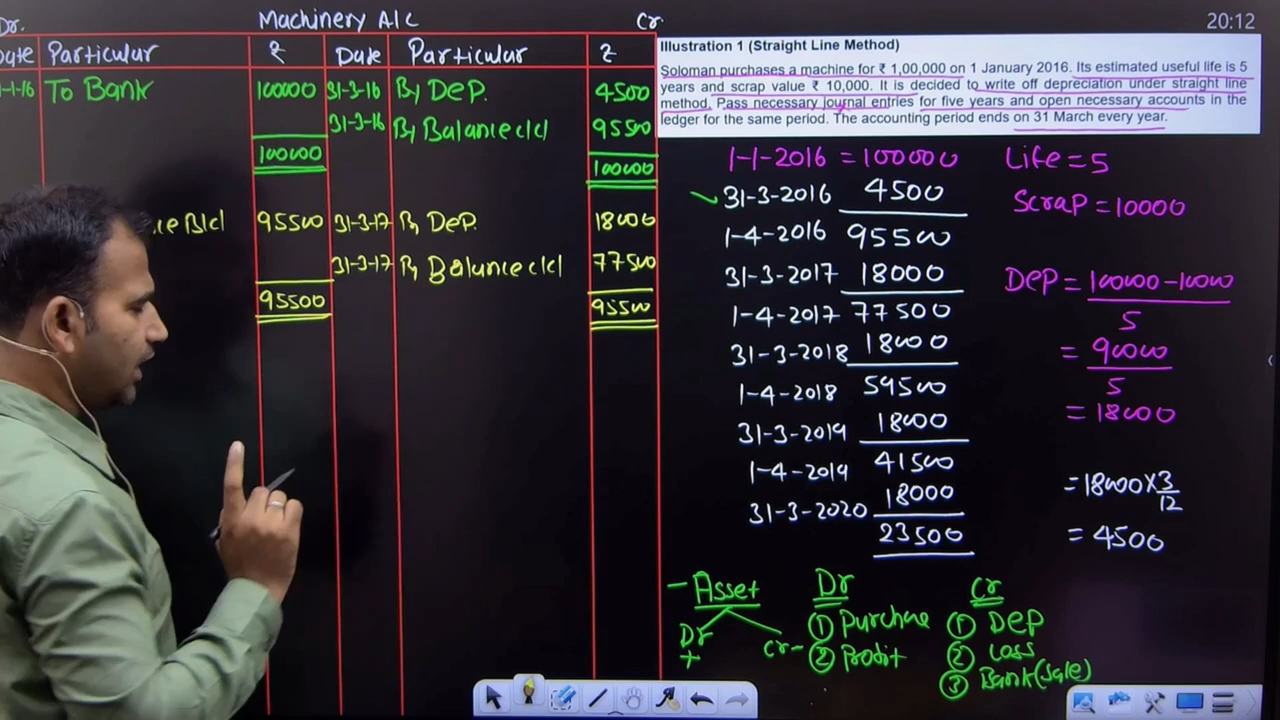 Dr. Machinery A/c Cr.
Date Particular ₹ Date Particular ₹
1-1-16 To Bank 100000 31-3-16 By Dep. 4500
31-3-16 By Balance c/d 95500
100000 100000
ce B/d 95500 31-3-17 By Dep. 18000
31-3-17 By Balance c/d 77500
95500 95500
20:12
Illustration 1 (Straight Line Method)
Soloman purchases a machine for ₹ 1,00,000 on 1 January 2016. Its estimated useful life is 5
years and scrap value ₹ 10,000. It is decided to write off depreciation under straight line
method. Pass necessary journal entries for five years and open necessary accounts in the
ledger for the same period. The accounting period ends on 31 March every year.
1-1-2016 = 100000
31-3-2016 4500
1-4-2016 95500
31-3-2017 18000
1-4-2017 77500
31-3-2018 18000
1-4-2018 59500
31-3-2019 18000
1-4-2019 41500
31-3-2020 18000
23500
Life = 5
Scrap = 10000
Dep = 100000 - 10000
5
= 90000
5
= 18000
= 18000 × 3
12
= 4500
- Asset
Dr Cr -
+
Dr
① Purchase
② Profit
Cr
① Dep
② Loss
③ Bank (Sale)